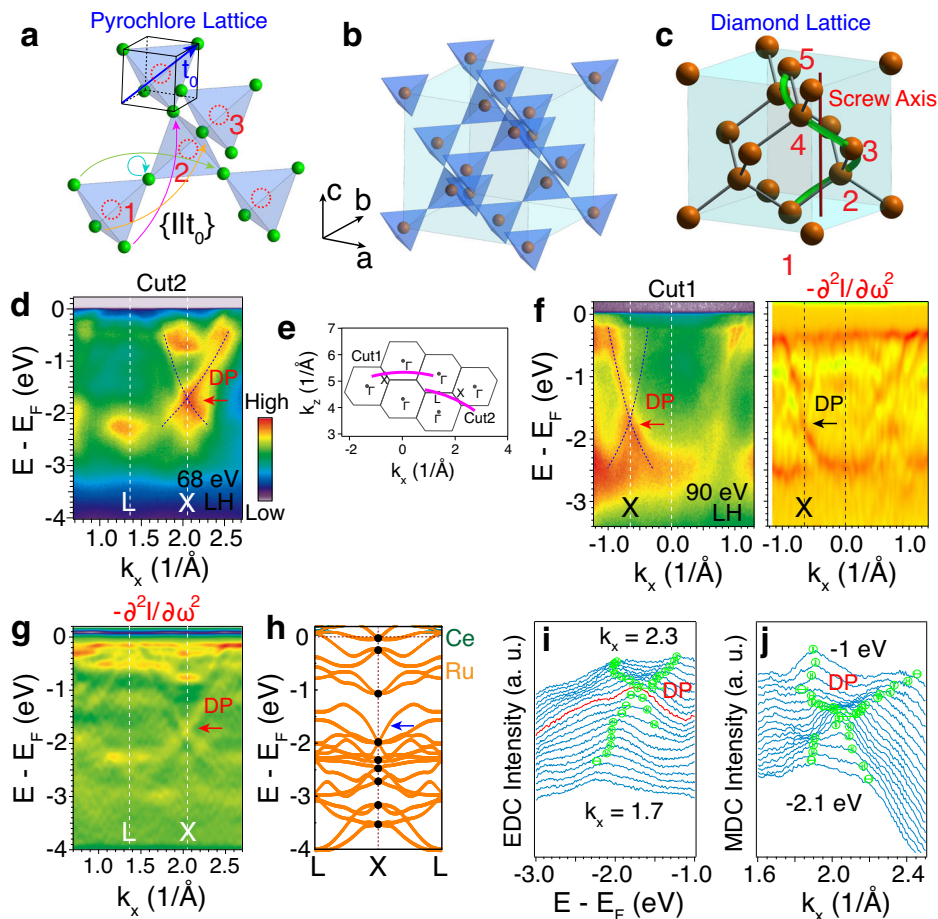 a
Pyrochlore Lattice
t0
3
2
1
{I|t0}
b
c
b
a
c
Diamond Lattice
5
Screw Axis
4
3
2
1
d
Cut2
DP
High
Low
68 eV
LH
L
X
0
-1
-2
-3
-4
E - EF (eV)
1.0
1.5
2.0
2.5
kx (1/Å)
e
kz (1/Å)
6
5
4
3
Cut1
Γ
Γ
Γ
Γ
Γ
Γ
X
X
L
Cut2
-2
0
2
4
kx (1/Å)
f
Cut1
-∂²I/∂ω²
0
-1
-2
-3
E - EF (eV)
DP
X
90 eV
LH
DP
X
-1.0
0.0
1.0
kx (1/Å)
-1.0
0.0
1.0
kx (1/Å)
g
-∂²I/∂ω²
0
-1
-2
-3
-4
E - EF (eV)
DP
L
X
1.0
1.5
2.0
2.5
kx (1/Å)
h
Ce
Ru
0
-1
-2
-3
-4
E - EF (eV)
L
X
L
i
kx = 2.3
DP
kx = 1.7
EDC Intensity (a. u.)
-3.0
-2.0
-1.0
E - EF (eV)
j
-1 eV
DP
-2.1 eV
MDC Intensity (a. u.)
1.6
2.0
2.4
kx (1/Å)